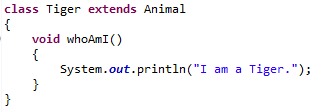 class Tiger extends Animal
{
    void whoAmI()
    {
        System.out.println("I am a Tiger.");
    }
}